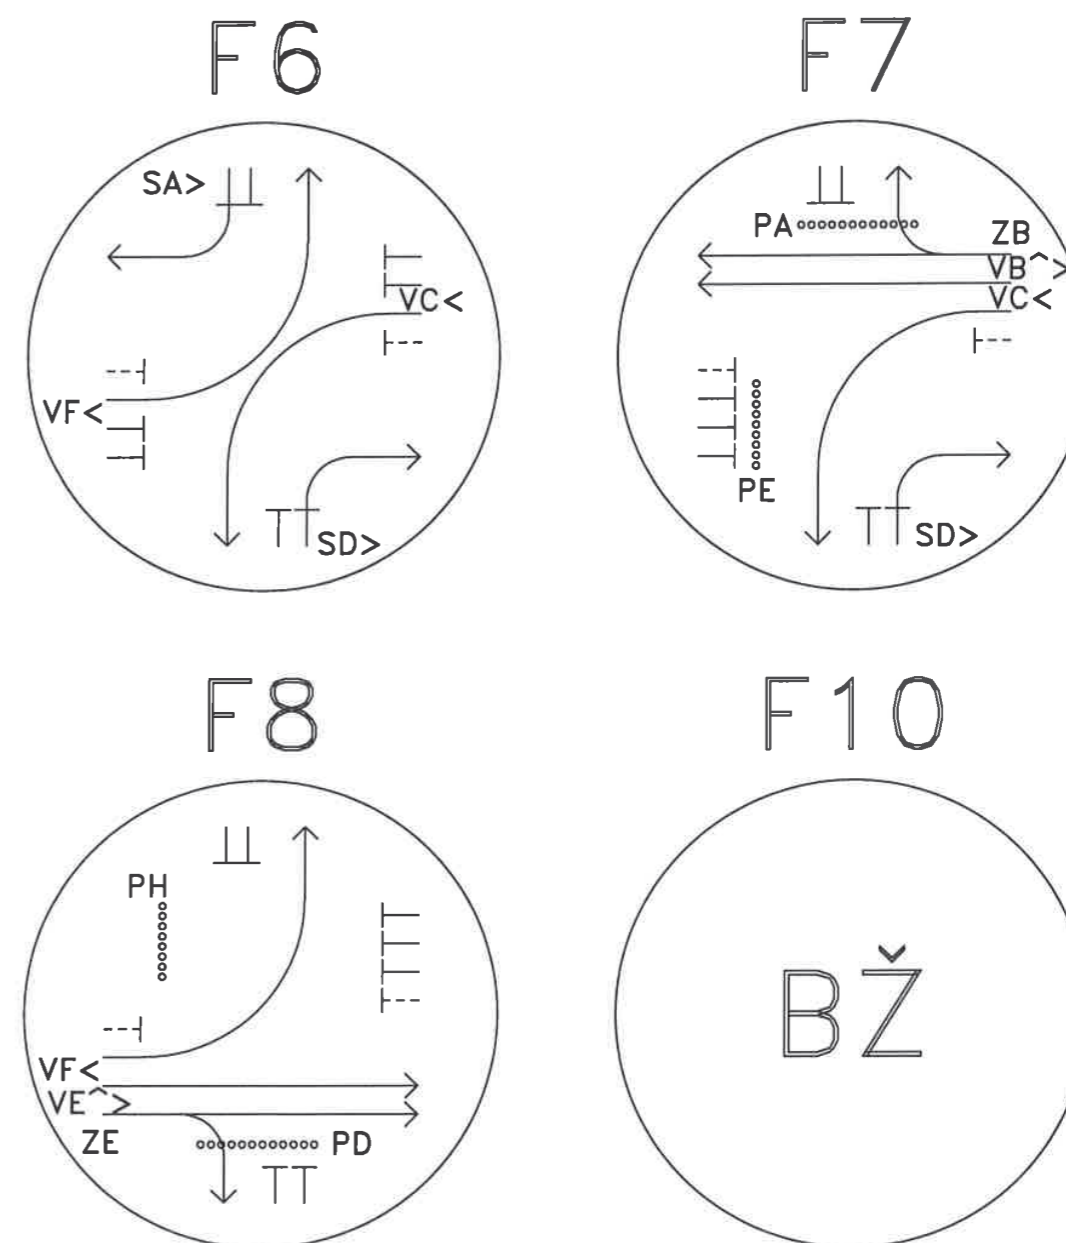 F6
F7
SA>
VC<
VF<
SD>
PA
ZB
VB^>
VC<
PE
SD>
F8
F10
PH
VF<
VE^>
ZE
PD
BŽ